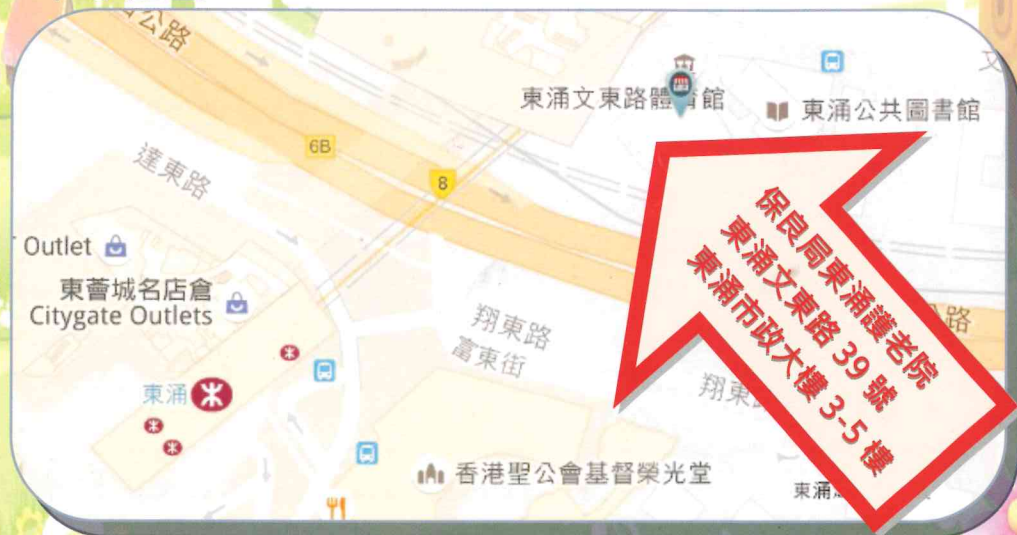 公路
東涌文東路體
館
東涌公共圖書館
文
6B
達東路
8
Outlet
東薈城名店倉
Citygate Outlets
翔東路
富東街
東涌
翔東
路
香港聖公會基督榮光堂
東涌
保良局東涌護老院
東涌文東路 39 號
東涌市政大樓 3-5 樓